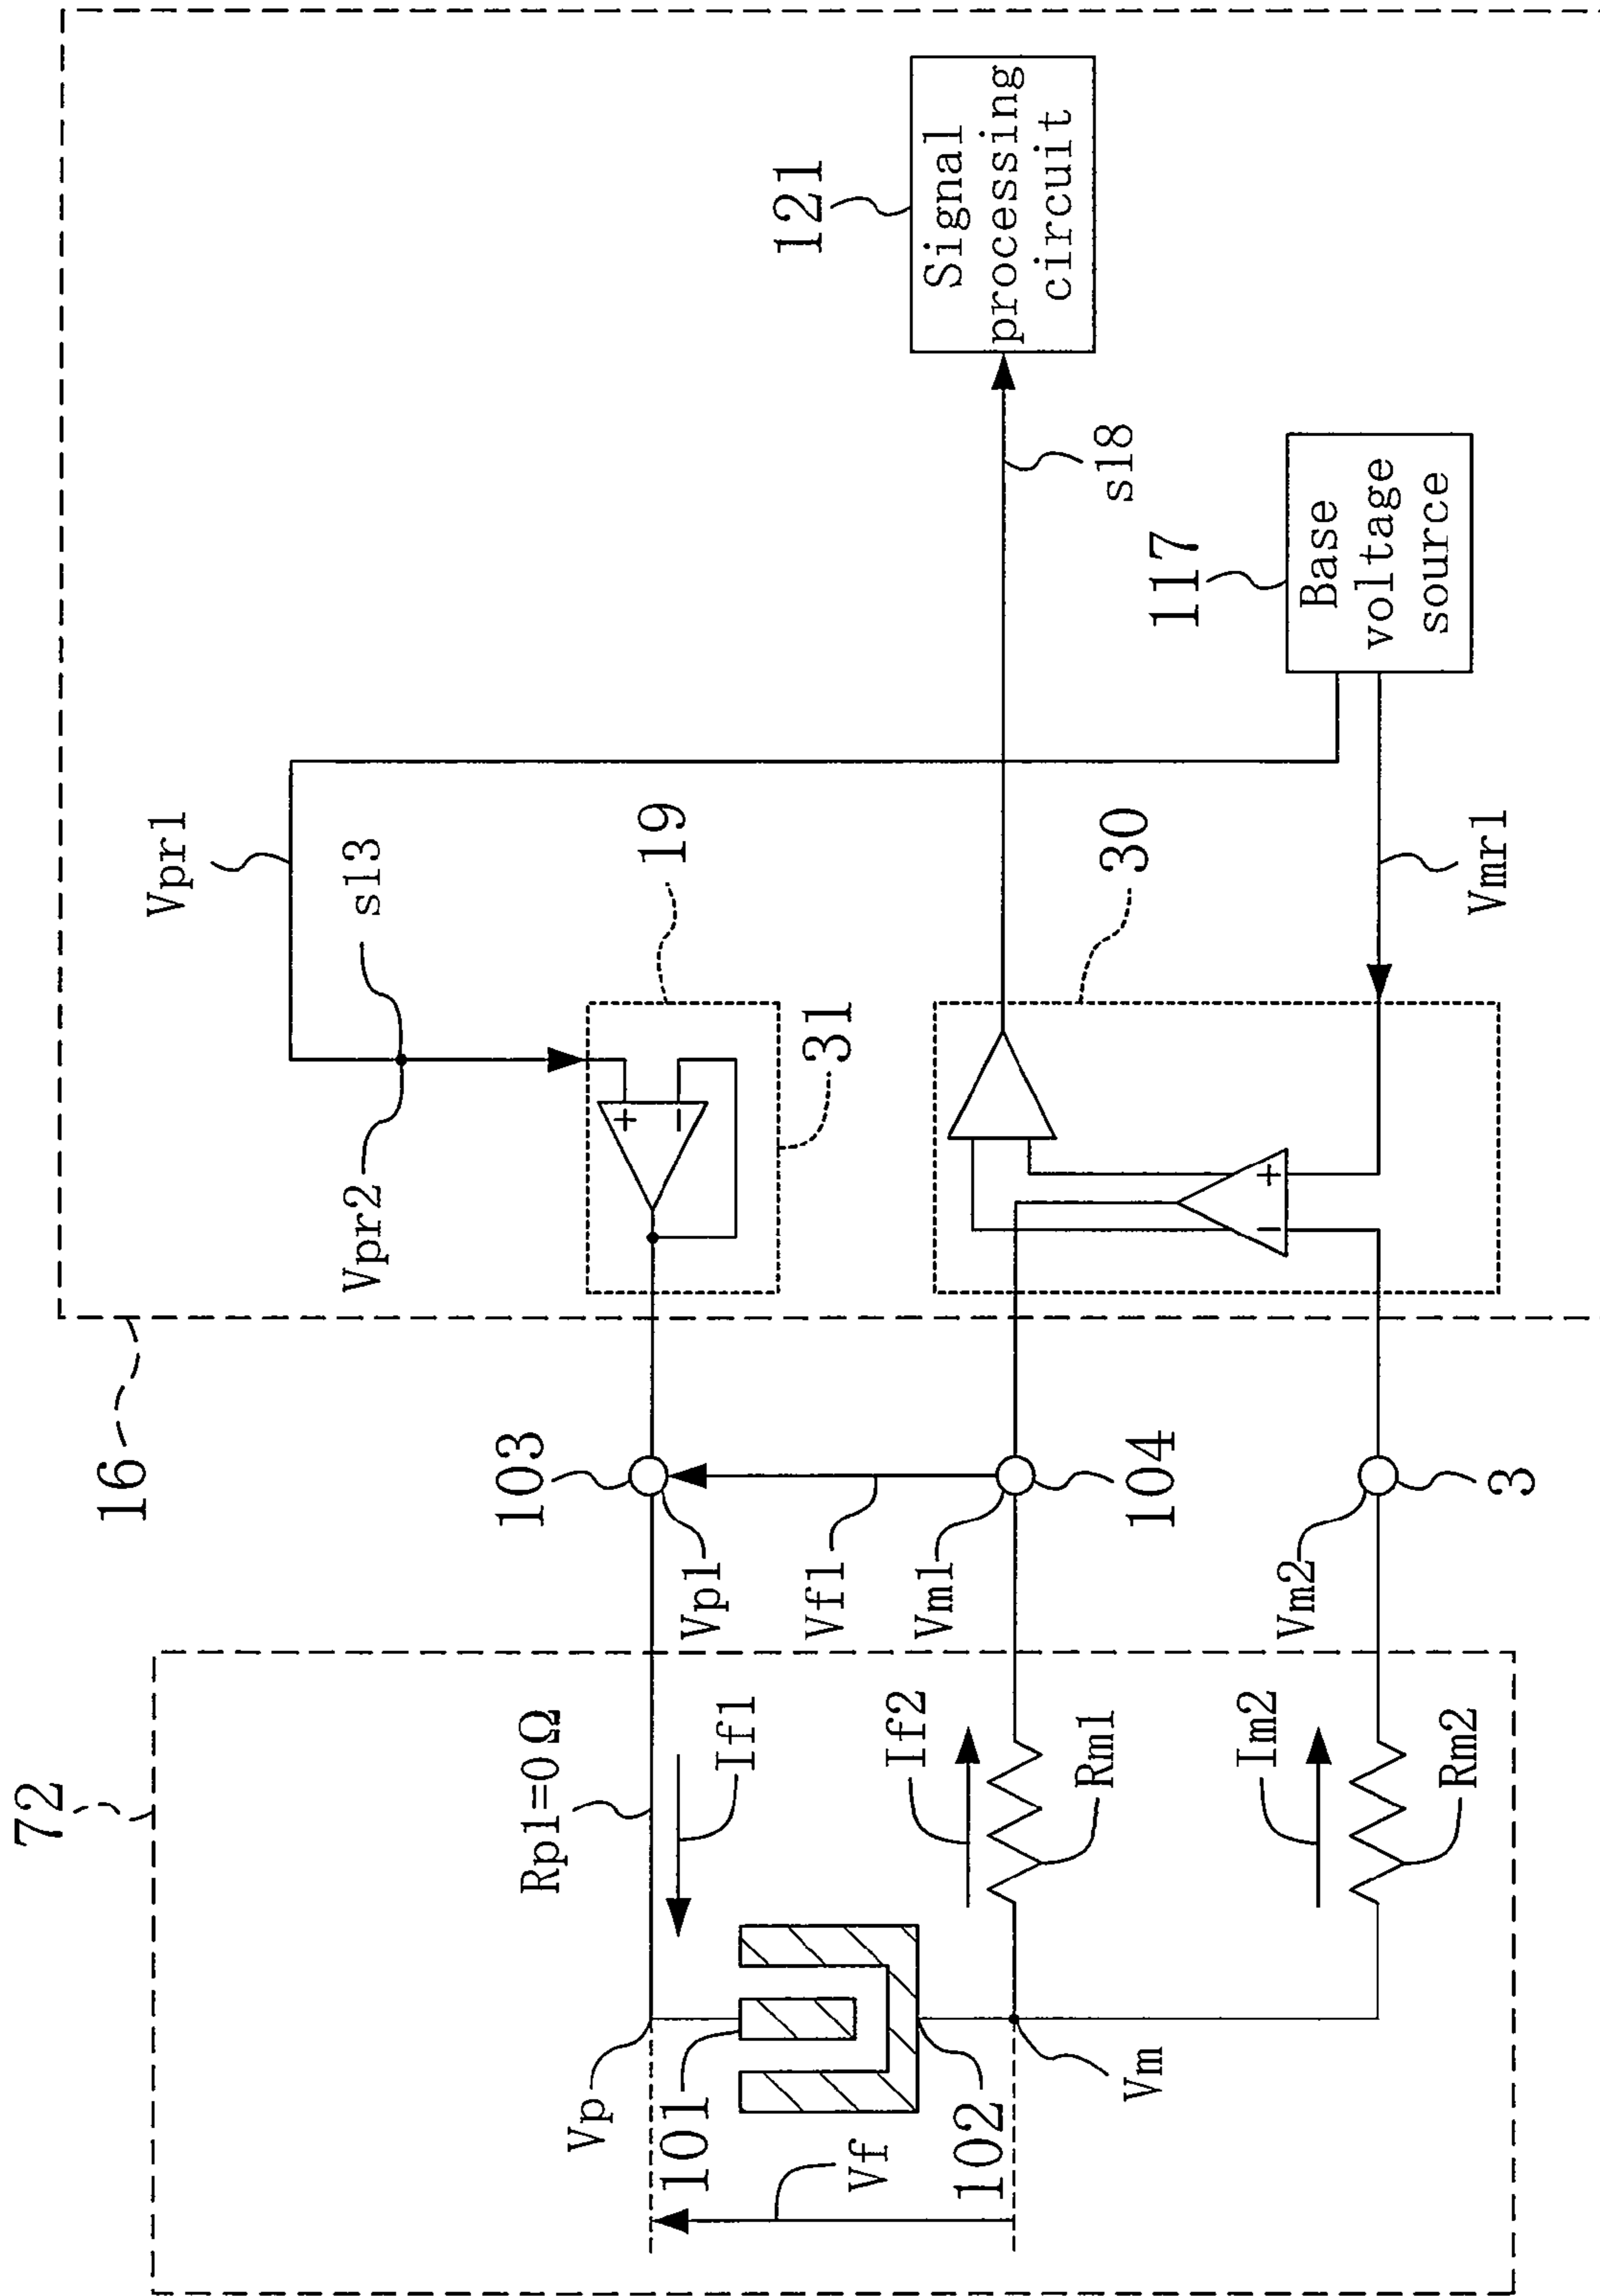 72
16
Vp
101
Vf
102
Vm
Rp1=0Ω
If1
If2
Rm1
Im2
Rm2
103
Vp1
Vf1
Vm1
104
Vm2
3
Vpr1
Vpr2
s13
19
31
30
Vmr1
+
−
+
−
s18
121
Signal
processing
circuit
117
Base
voltage
source